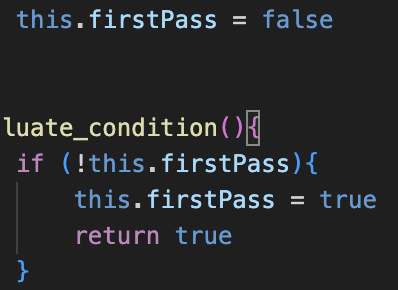 this.firstPass = false
luate_condition(){
if (!this.firstPass){
this.firstPass = true
return true
}